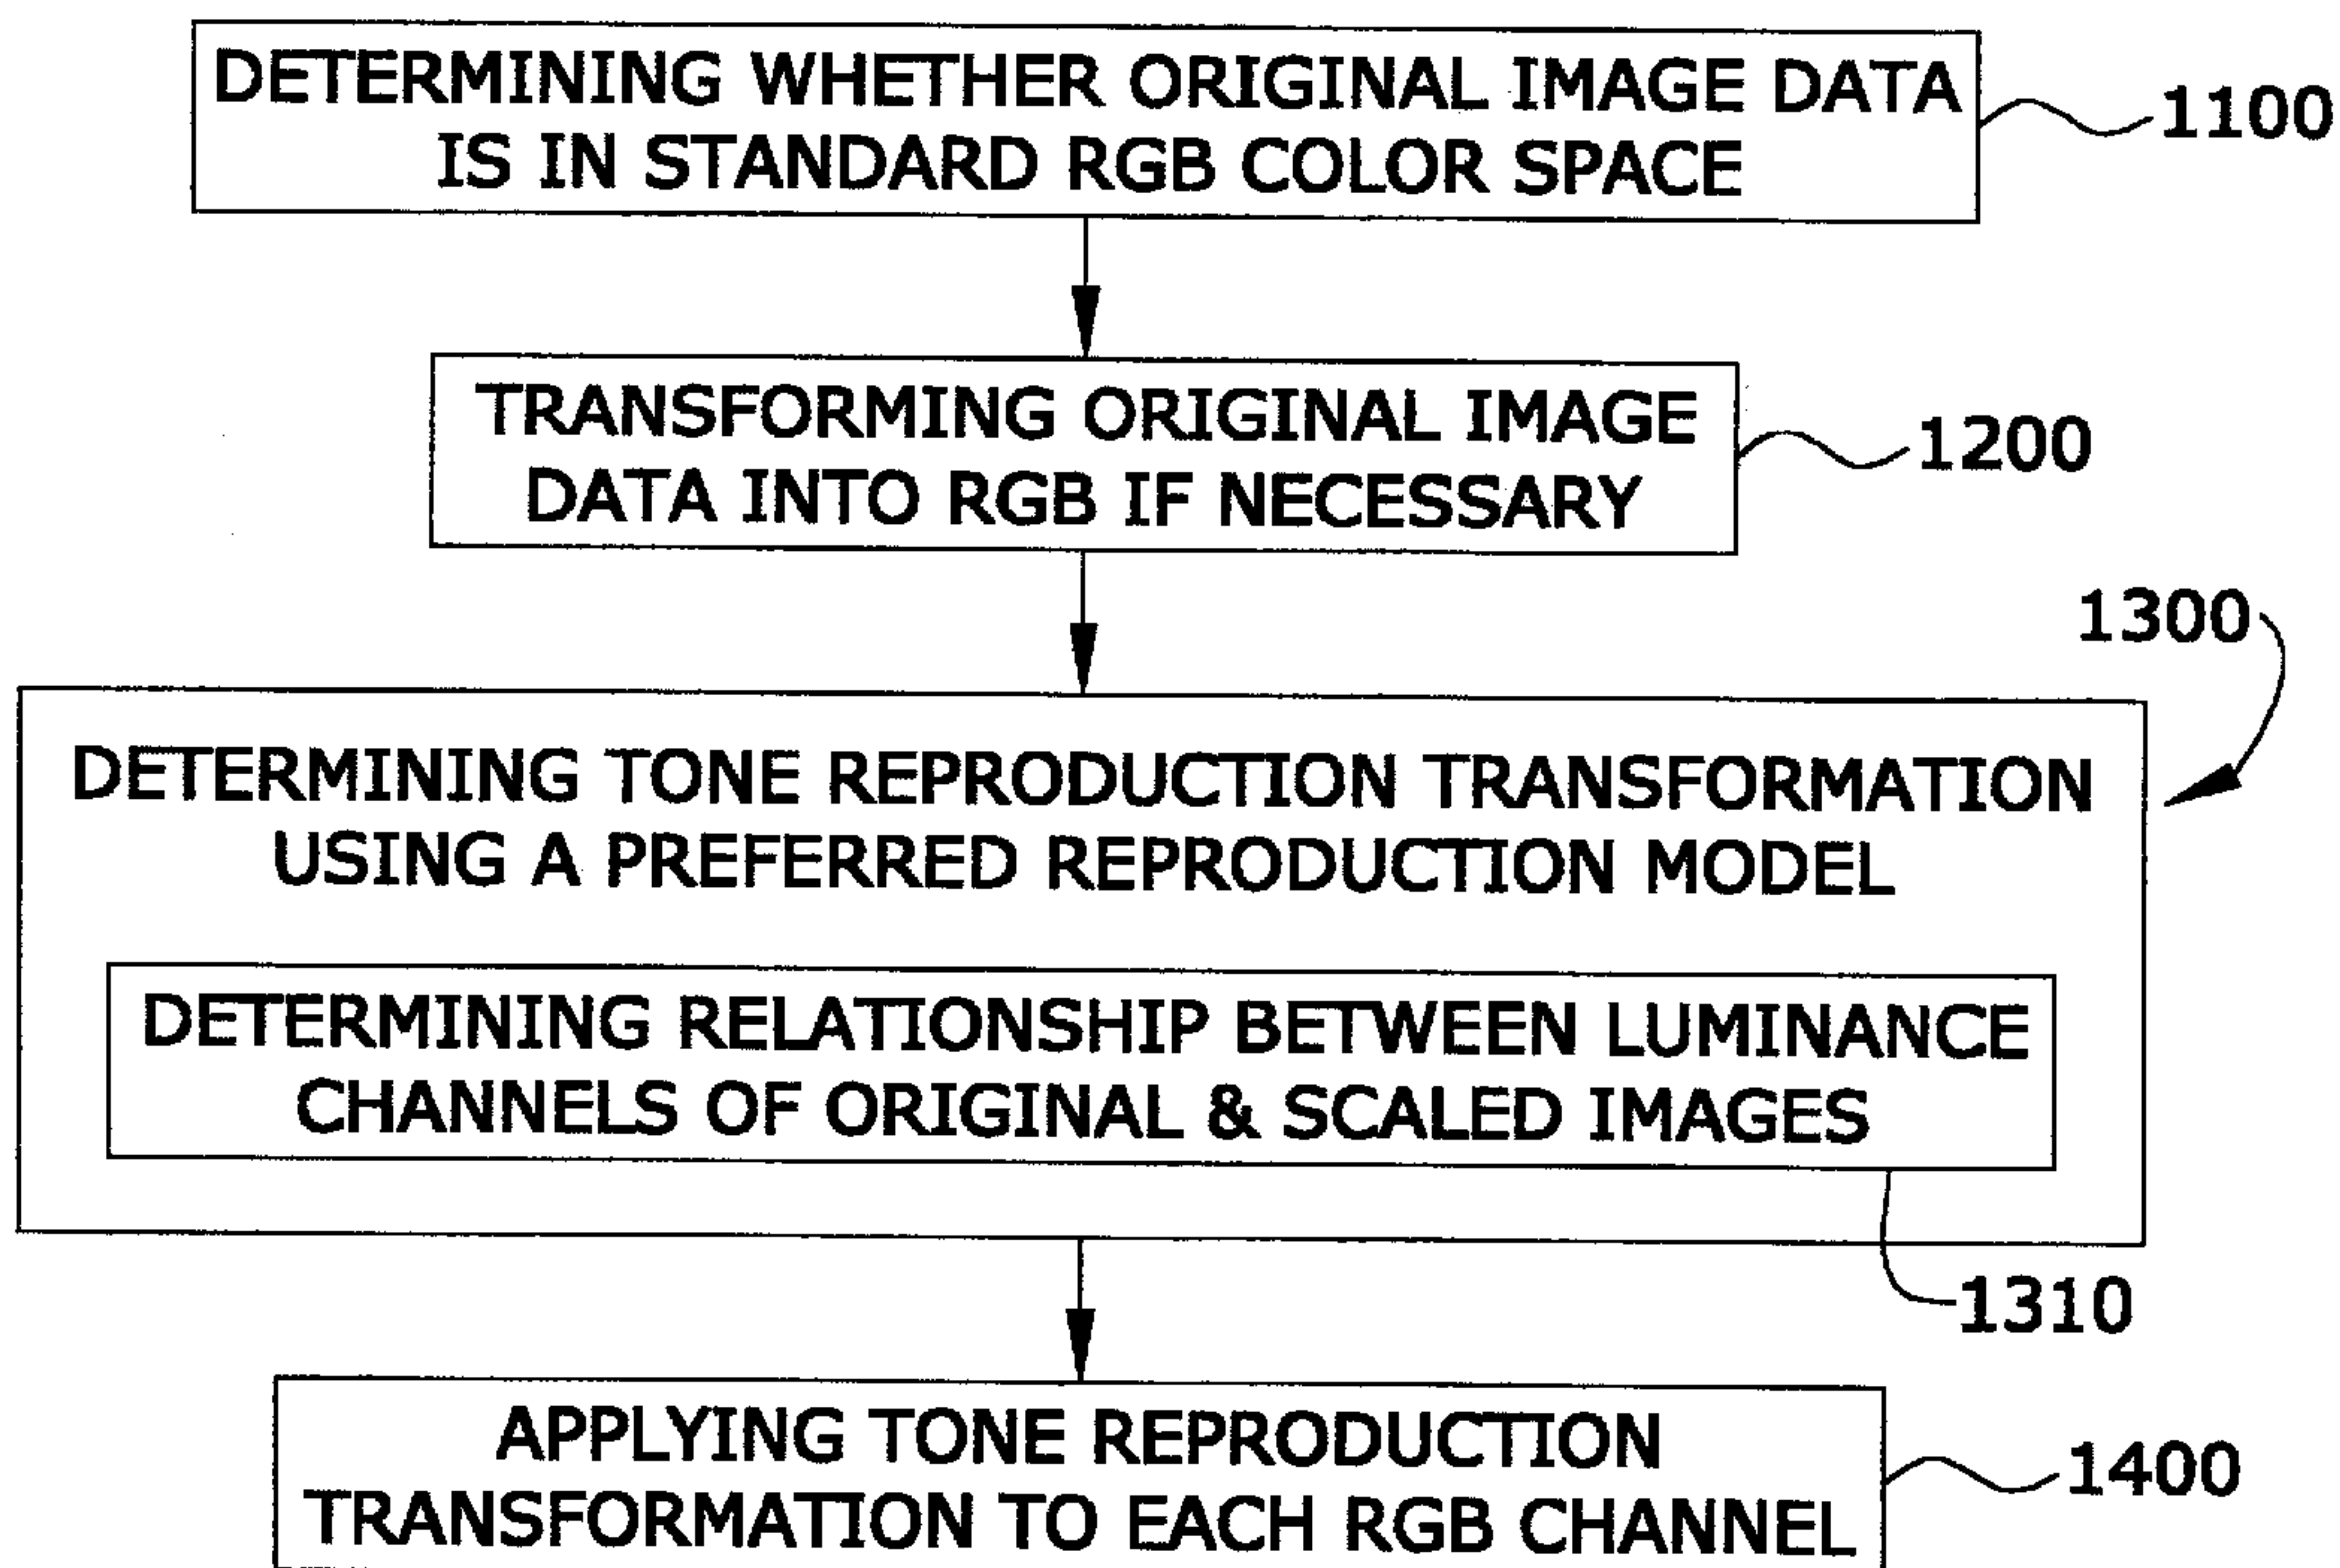 DETERMINING WHETHER ORIGINAL IMAGE DATA
IS IN STANDARD RGB COLOR SPACE
1100
TRANSFORMING ORIGINAL IMAGE
DATA INTO RGB IF NECESSARY
1200
1300
DETERMINING TONE REPRODUCTION TRANSFORMATION
USING A PREFERRED REPRODUCTION MODEL
DETERMINING RELATIONSHIP BETWEEN LUMINANCE
CHANNELS OF ORIGINAL & SCALED IMAGES
1310
APPLYING TONE REPRODUCTION
TRANSFORMATION TO EACH RGB CHANNEL
1400